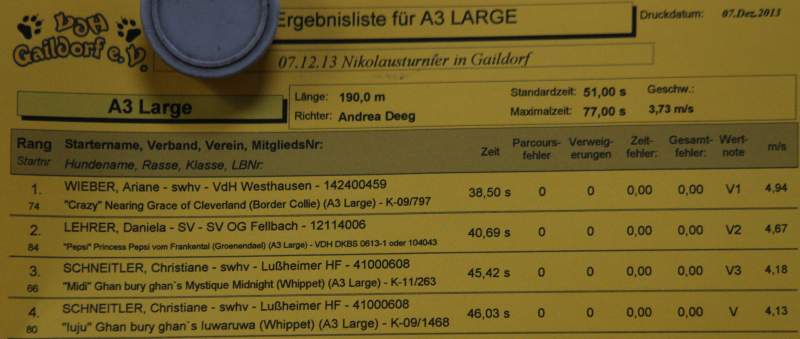 VdH
Gaildorf e.V.
Ergebnisliste für A3 LARGE
Druckdatum: 07.Dez.2013
07.12.13 Nikolausturnier in Gaildorf
A3 Large
Länge: 190,0 m Standardzeit: 51,00 s Geschw.:
Richter: Andrea Deeg Maximalzeit: 77,00 s 3,73 m/s
Rang Startername, Verband, Verein, MitgliedsNr: Zeit Parcours-fehler Verweig-erungen Zeit-fehler: Gesamt-fehler: Wert-note m/s
Startnr Hundename, Rasse, Klasse, LBNr:
1. WIEBER, Ariane - swhv - VdH Westhausen - 142400459 38,50 s 0 0 0,00 0,00 V1 4,94
74 "Crazy" Nearing Grace of Cleverland (Border Collie) (A3 Large) - K-09/797
2. LEHRER, Daniela - SV - SV OG Fellbach - 12114006 40,69 s 0 0 0,00 0,00 V2 4,67
84 "Pepsi" Princess Pepsi vom Frankental (Groenendael) (A3 Large) - VDH DKBS 0613-1 oder 104043
3. SCHNEITLER, Christiane - swhv - Lußheimer HF - 41000608 45,42 s 0 0 0,00 0,00 V3 4,18
66 "Midi" Ghan bury ghan`s Mystique Midnight (Whippet) (A3 Large) - K-11/263
4. SCHNEITLER, Christiane - swhv - Lußheimer HF - 41000608 46,03 s 0 0 0,00 0,00 V 4,13
80 "Iuju" Ghan bury ghan`s Iuwaruwa (Whippet) (A3 Large) - K-09/1468